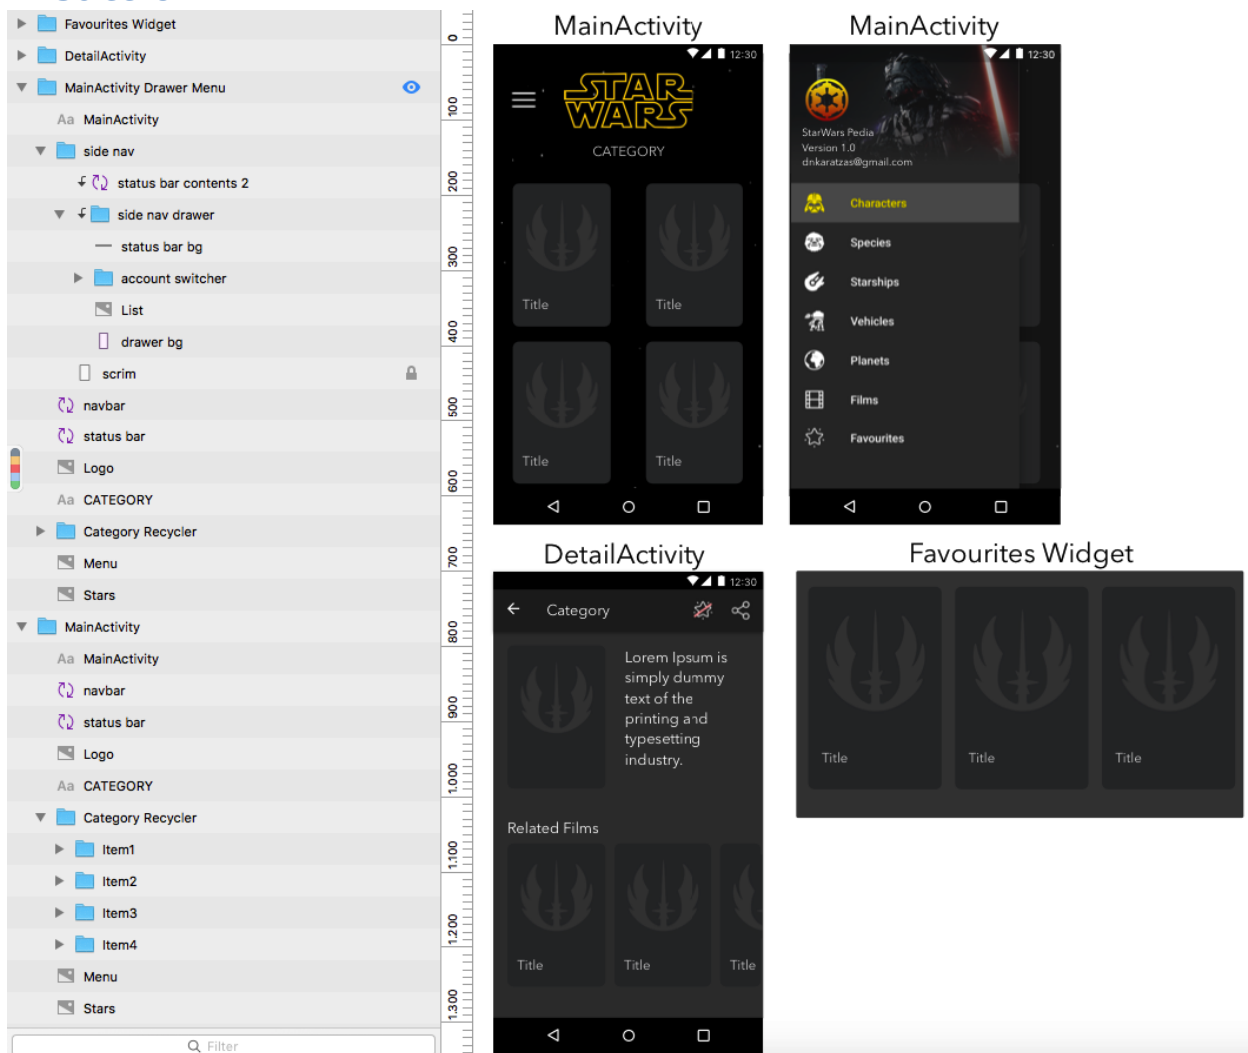 Favourites Widget
DetailActivity
MainActivity Drawer Menu
Aa MainActivity
side nav
status bar contents 2
side nav drawer
status bar bg
account switcher
List
drawer bg
scrim
navbar
status bar
Logo
Aa CATEGORY
Category Recycler
Menu
Stars
MainActivity
Aa MainActivity
navbar
status bar
Logo
Aa CATEGORY
Category Recycler
Item1
Item2
Item3
Item4
Menu
Stars
Filter
0
100
200
300
400
500
600
700
800
900
1.000
1.100
1.200
1.300
MainActivity
12:30
STAR
WARS
CATEGORY
Title
Title
Title
Title
MainActivity
12:30
StarWars Pedia
Version 1.0
dnkaratzas@gmail.com
Characters
Species
Starships
Vehicles
Planets
Films
Favourites
DetailActivity
12:30
Category
Lorem Ipsum is
simply dummy
text of the
printing and
typesetting
industry.
Related Films
Title
Title
Title
Favourites Widget
Title
Title
Title